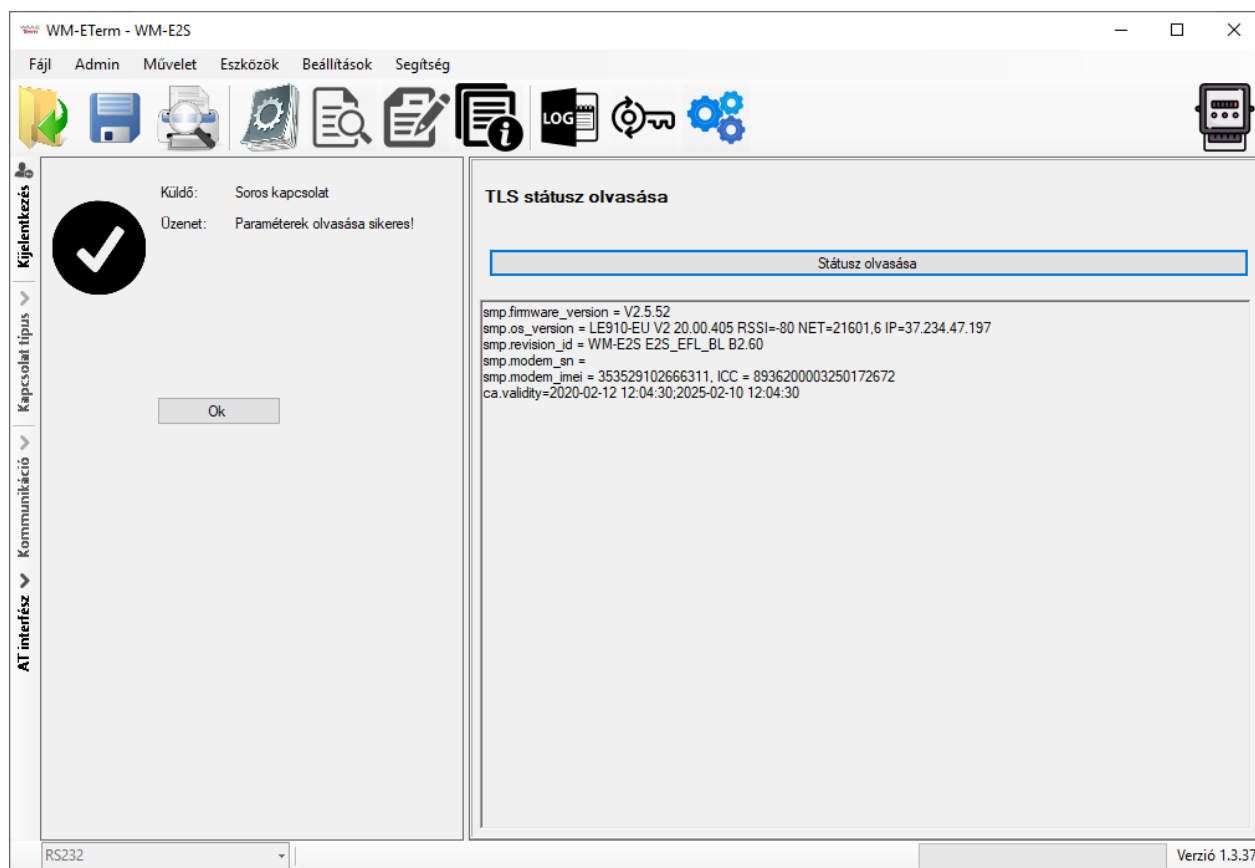 WM-ETerm - WM-E2S
Fájl Admin Művelet Eszközök Beállítások Segítség
LOG
Kijelentkezés
Kapcsolat típus
Kommunikáció
AT interfész
Küldő: Soros kapcsolat
Üzenet: Paraméterek olvasása sikeres!
Ok
TLS státusz olvasása
Státusz olvasása
smp.firmware_version = V2.5.52
smp.os_version = LE910-EU V2 20.00.405 RSSI=-80 NET=21601,6 IP=37.234.47.197
smp.revision_id = WM-E2S E2S_EFL_BL B2.60
smp.modem_sn =
smp.modem_imei = 353529102666311, ICC = 8936200003250172672
ca.validity=2020-02-12 12:04:30;2025-02-10 12:04:30
RS232
Verzió 1.3.37